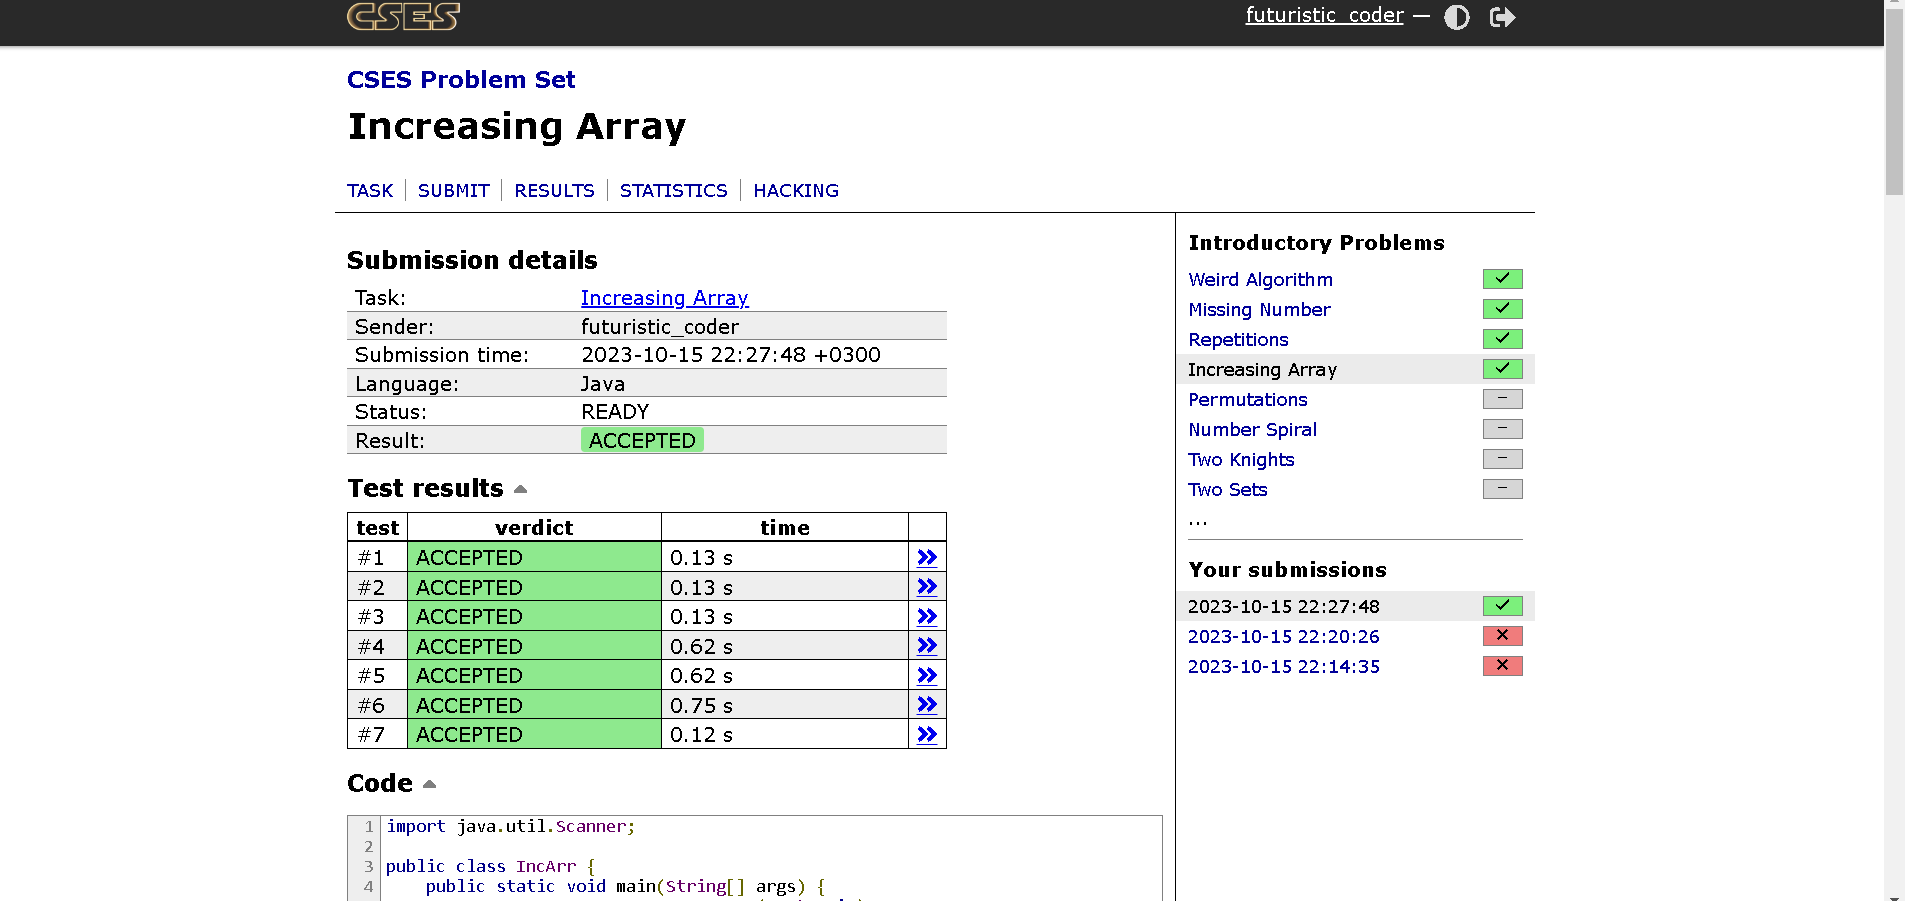 CSES
futuristic_coder —
CSES Problem Set
Increasing Array
TASK SUBMIT RESULTS STATISTICS HACKING
Submission details
Task: Increasing Array
Sender: futuristic_coder
Submission time: 2023-10-15 22:27:48 +0300
Language: Java
Status: READY
Result: ACCEPTED
Test results
test verdict time
#1 ACCEPTED 0.13 s »
#2 ACCEPTED 0.13 s »
#3 ACCEPTED 0.13 s »
#4 ACCEPTED 0.62 s »
#5 ACCEPTED 0.62 s »
#6 ACCEPTED 0.75 s »
#7 ACCEPTED 0.12 s »
Code
1 import java.util.Scanner;
2
3 public class IncArr {
4 public static void main(String[] args) {
Introductory Problems
Weird Algorithm ✓
Missing Number ✓
Repetitions ✓
Increasing Array ✓
Permutations –
Number Spiral –
Two Knights –
Two Sets –
...
Your submissions
2023-10-15 22:27:48 ✓
2023-10-15 22:20:26 ✕
2023-10-15 22:14:35 ✕